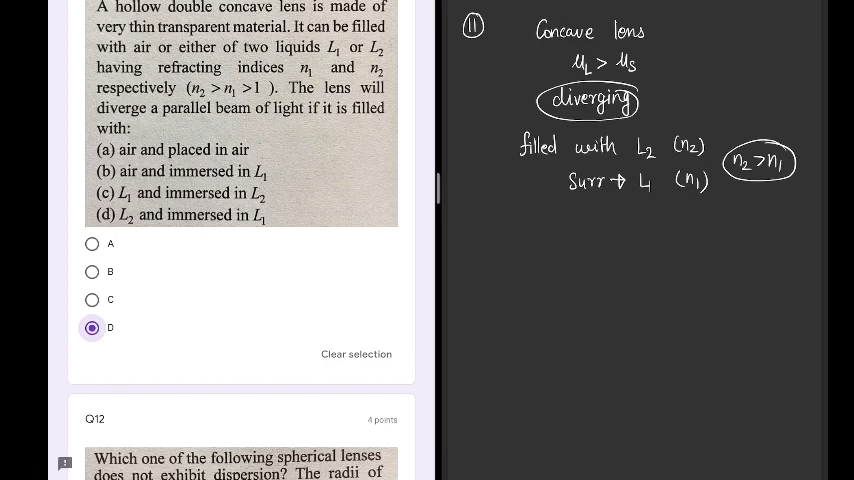 A hollow double concave lens is made of
very thin transparent material. It can be filled
with air or either of two liquids L₁ or L₂
having refracting indices n₁ and n₂
respectively (n₂ > n₁ > 1 ). The lens will
diverge a parallel beam of light if it is filled
with:
(a) air and placed in air
(b) air and immersed in L₁
(c) L₁ and immersed in L₂
(d) L₂ and immersed in L₁
A
B
C
D
Clear selection
Q12
4 points
Which one of the following spherical lenses
does not exhibit dispersion? The radii of
11
Concave lens
μL > μS
diverging
filled with L₂ (n₂)
n₂ > n₁
Surr → L (n₁)